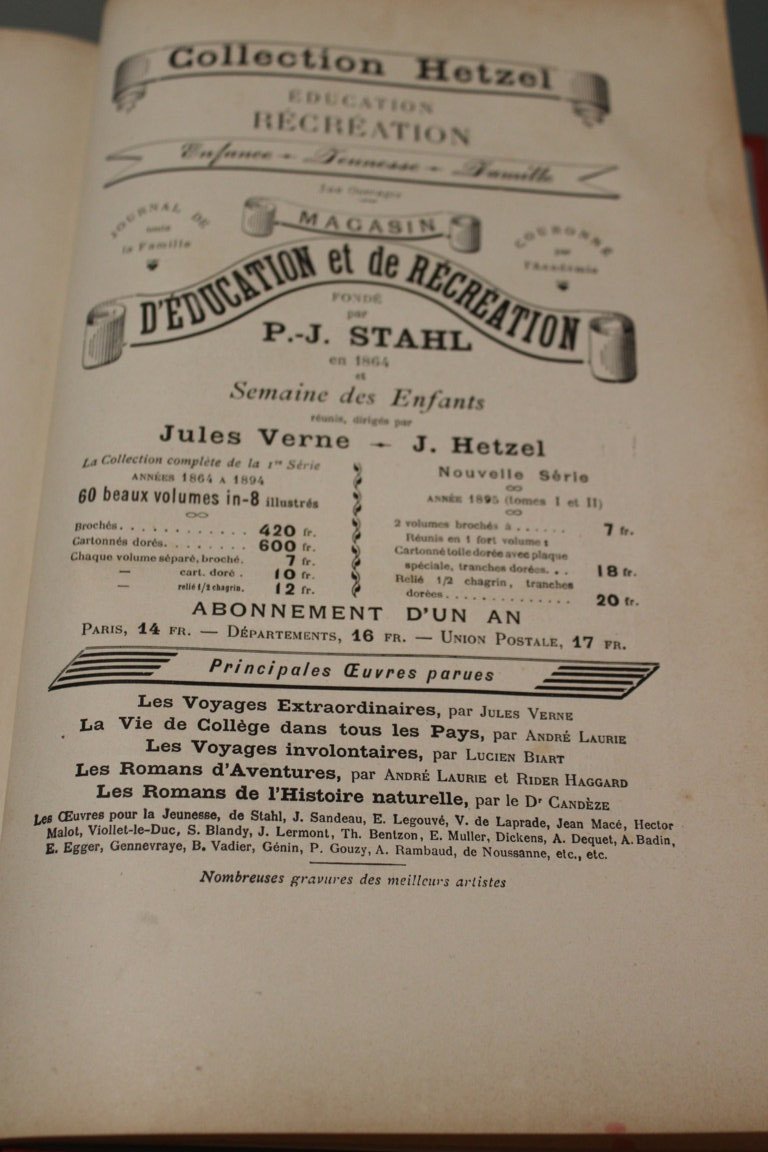 Collection Hetzel
ÉDUCATION
RÉCRÉATION
Enfance - Jeunesse - Famille
Les Ouvrages
JOURNAL DE
toute
la Famille
MAGASIN
COURONNÉ
par
l'Académie
D'ÉDUCATION et de RÉCRÉATION
FONDÉ
par
P.-J. STAHL
en 1864
et
Semaine des Enfants
réunis, dirigés par
Jules Verne - J. Hetzel
La Collection complète de la 1re Série
ANNÉES 1864 A 1894
60 beaux volumes in-8 illustrés
Brochés. . . . . . . . . . . . 420 fr.
Cartonnés dorés. . . . . . . . 600 fr.
Chaque volume séparé, broché. 7 fr.
— cart. doré . 10 fr.
— relié 1/2 chagrin. 12 fr.
Nouvelle Série
ANNÉE 1895 (tomes I et II)
2 volumes brochés à . . . . . . 7 fr.
Réunis en 1 fort volume :
Cartonné toile dorée avec plaque
spéciale, tranches dorées. . . 18 fr.
Relié 1/2 chagrin, tranches
dorées. . . . . . . . . . . . . 20 fr.
ABONNEMENT D'UN AN
PARIS, 14 FR. — DÉPARTEMENTS, 16 FR. — UNION POSTALE, 17 FR.
Principales Œuvres parues
Les Voyages Extraordinaires, par JULES VERNE
La Vie de Collège dans tous les Pays, par ANDRÉ LAURIE
Les Voyages involontaires, par LUCIEN BIART
Les Romans d'Aventures, par ANDRÉ LAURIE et RIDER HAGGARD
Les Romans de l'Histoire naturelle, par le Dr CANDÈZE
Les Œuvres pour la Jeunesse, de Stahl, J. Sandeau, E. Legouvé, V. de Laprade, Jean Macé, Hector
Malot, Viollet-le-Duc, S. Blandy, J. Lermont, Th. Bentzon, E. Muller, Dickens, A. Dequet, A. Badin,
E. Egger, Gennevraye, B. Vadier, Génin, P. Gouzy, A. Rambaud, de Noussanne, etc., etc.
Nombreuses gravures des meilleurs artistes